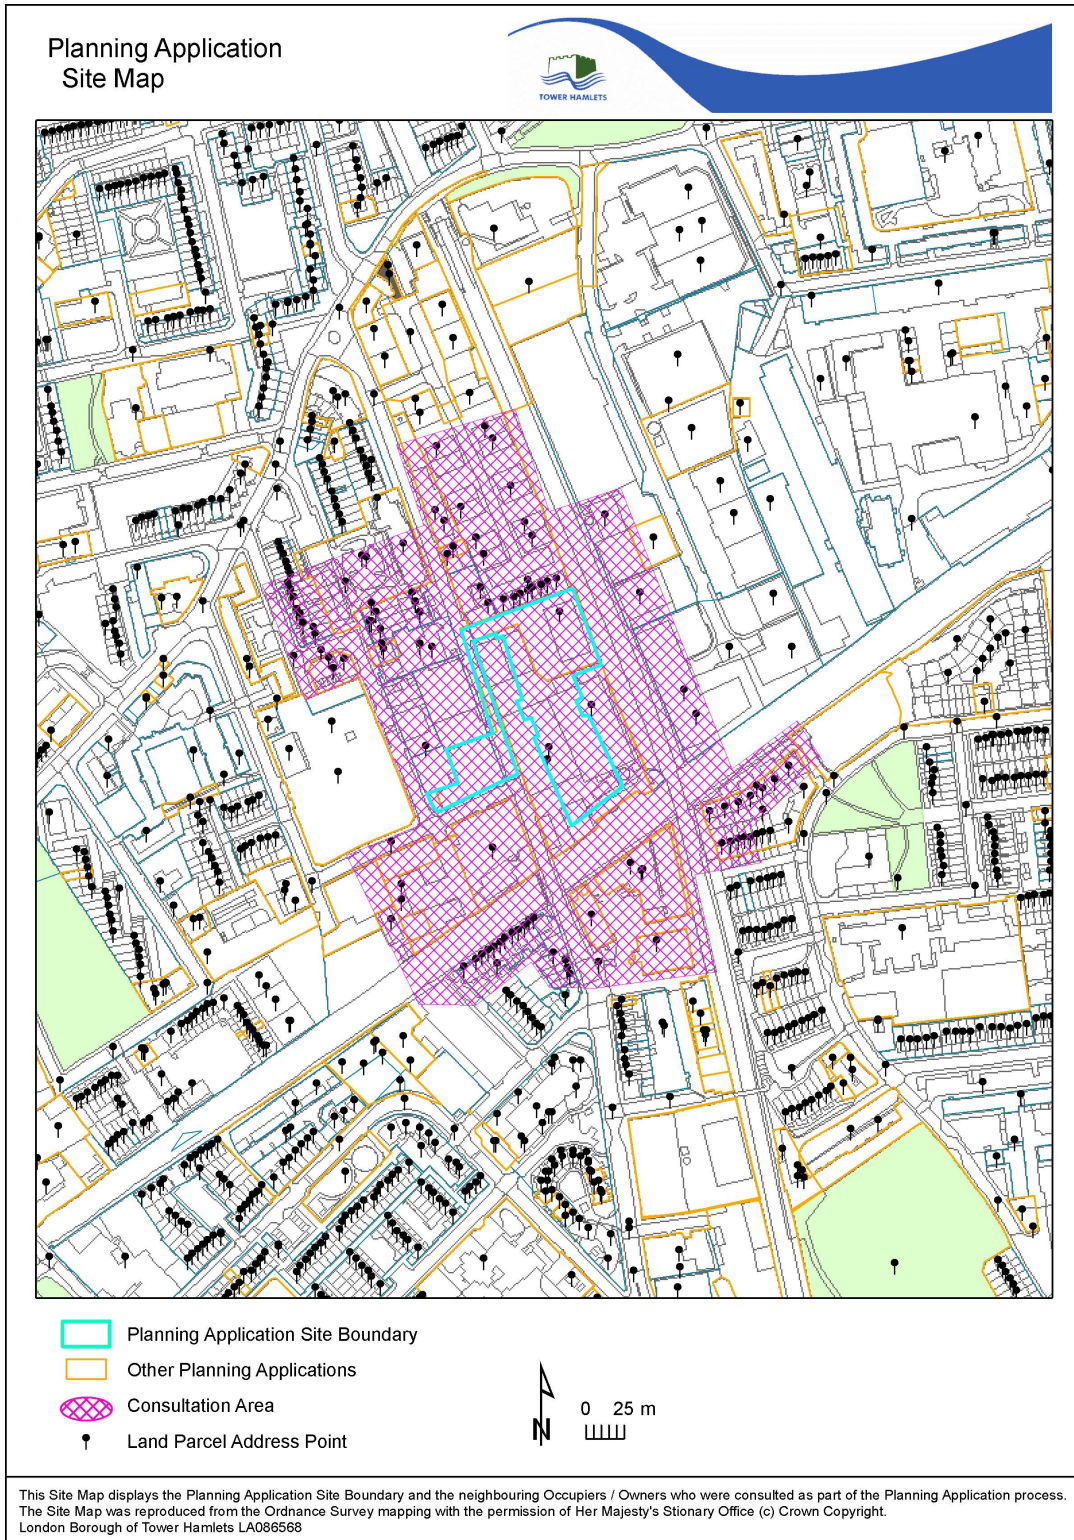 Planning Application
Site Map
TOWER HAMLETS
Planning Application Site Boundary
Other Planning Applications
Consultation Area
Land Parcel Address Point
N
0 25 m
This Site Map displays the Planning Application Site Boundary and the neighbouring Occupiers / Owners who were consulted as part of the Planning Application process.
The Site Map was reproduced from the Ordnance Survey mapping with the permission of Her Majesty's Stionary Office (c) Crown Copyright.
London Borough of Tower Hamlets LA086568